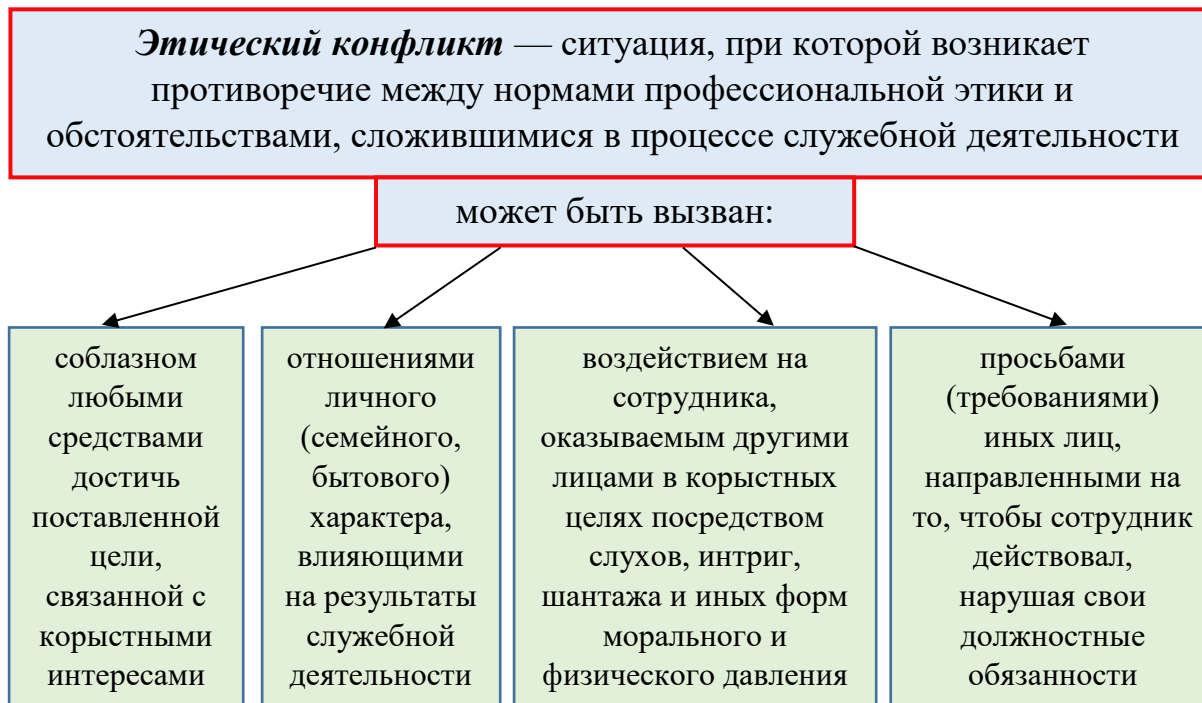 Этический конфликт — ситуация, при которой возникает
противоречие между нормами профессиональной этики и
обстоятельствами, сложившимися в процессе служебной деятельности
может быть вызван:
соблазном
любыми
средствами
достичь
поставленной
цели,
связанной с
корыстными
интересами
отношениями
личного
(семейного,
бытового)
характера,
влияющими
на результаты
служебной
деятельности
воздействием на
сотрудника,
оказываемым другими
лицами в корыстных
целях посредством
слухов, интриг,
шантажа и иных форм
морального и
физического давления
просьбами
(требованиями)
иных лиц,
направленными на
то, чтобы сотрудник
действовал,
нарушая свои
должностные
обязанности